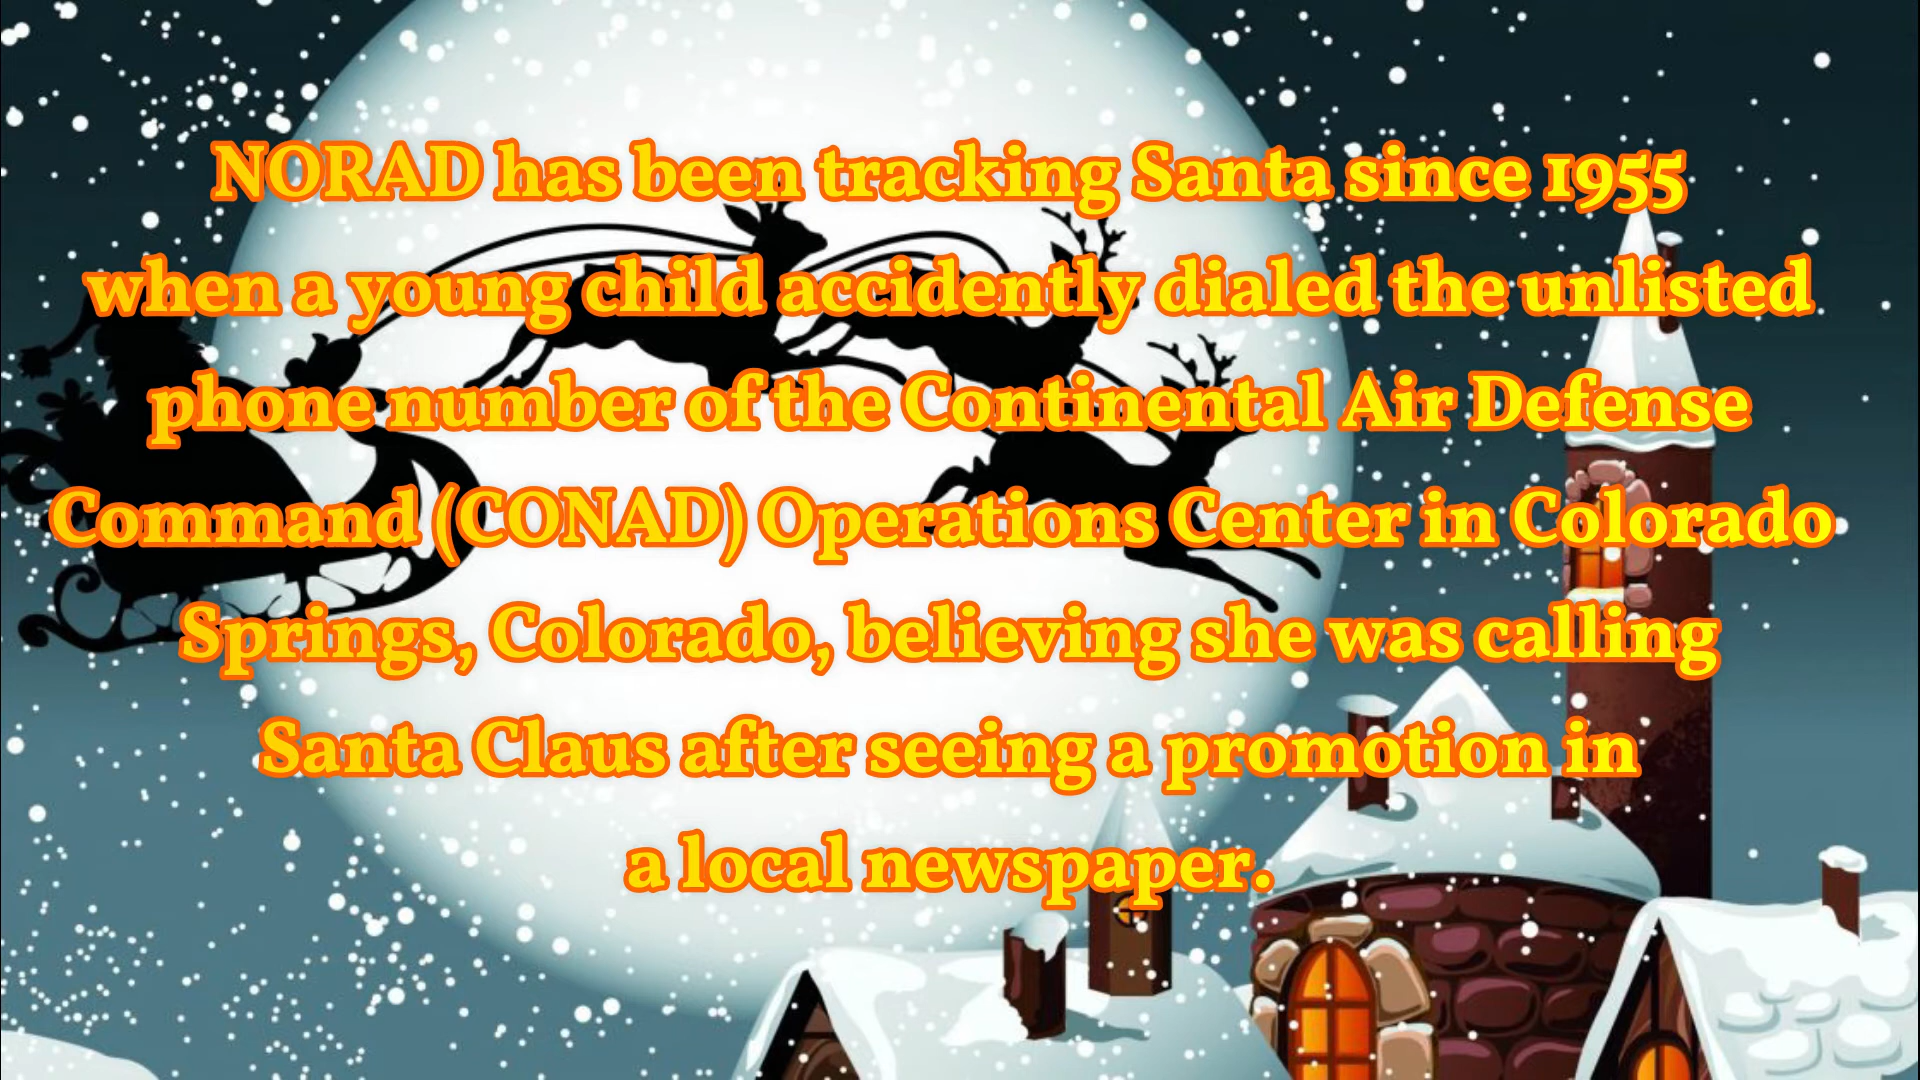 NORAD has been tracking Santa since 1955
when a young child accidently dialed the unlisted
phone number of the Continental Air Defense
Command (CONAD) Operations Center in Colorado
Springs, Colorado, believing she was calling
Santa Claus after seeing a promotion in
a local newspaper.